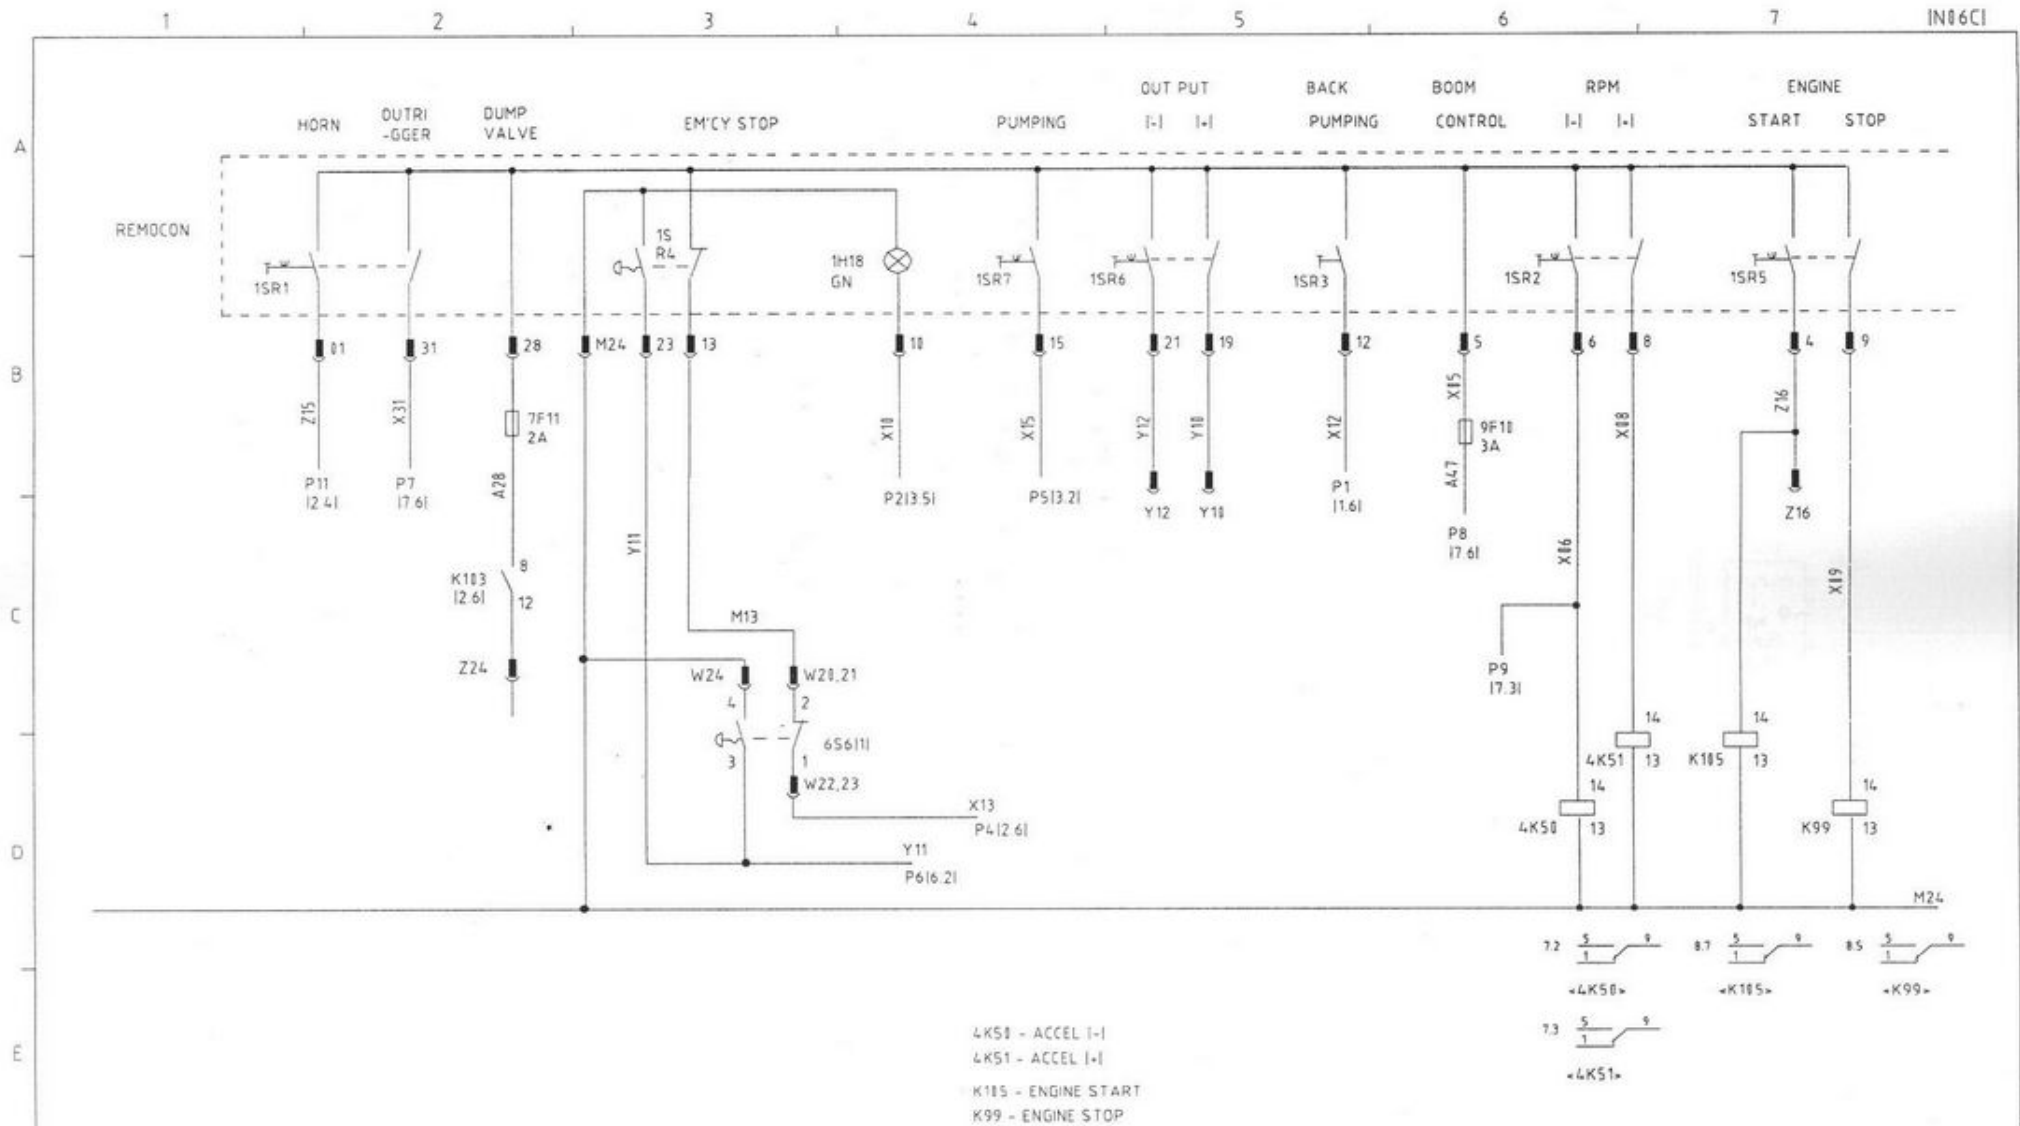 1 2 3 4 5 6 7 IN06CI
OUT PUT BACK BOOM RPM ENGINE
HORN OUTRI DUMP EM'CY STOP PUMPING |-| |+| PUMPING CONTROL |-| |+| START STOP
-GGER VALVE
A
REMOCON
1S
R4
1H18
GN
1SR1
1SR7
1SR6
1SR3
1SR2
1SR5
01 31 28 M24 23 13 10 15 21 19 12 5 6 8 4 9
B
Z15 X31 7F11 X10 X15 Y12 Y10 X12 X05 9F10 X08 Z16
2A 3A
A28 A47
P11 P7 P2|3.5| P5|3.2| P1
|2.4| |7.6| Y12 Y10 |1.6| Z16
P8
|7.6|
Y11 X06 X09
K103 8
|2.6| 12
C
M13
Z24 W24 W20,21
P9
|7.3|
4 2
6S6|1|
3 1
W22,23
14 14
4K51 13 K105 13
14 14
4K50 13 K99 13
X13
P4|2.6|
D
Y11
P6|6.2|
M24
7.2 5 1 9 8.7 5 1 9 8.5 5 1 9
<4K50> <K105> <K99>
7.3 5 1 9
<4K51>
E
4K50 - ACCEL |-|
4K51 - ACCEL |+|
K105 - ENGINE START
K99 - ENGINE STOP